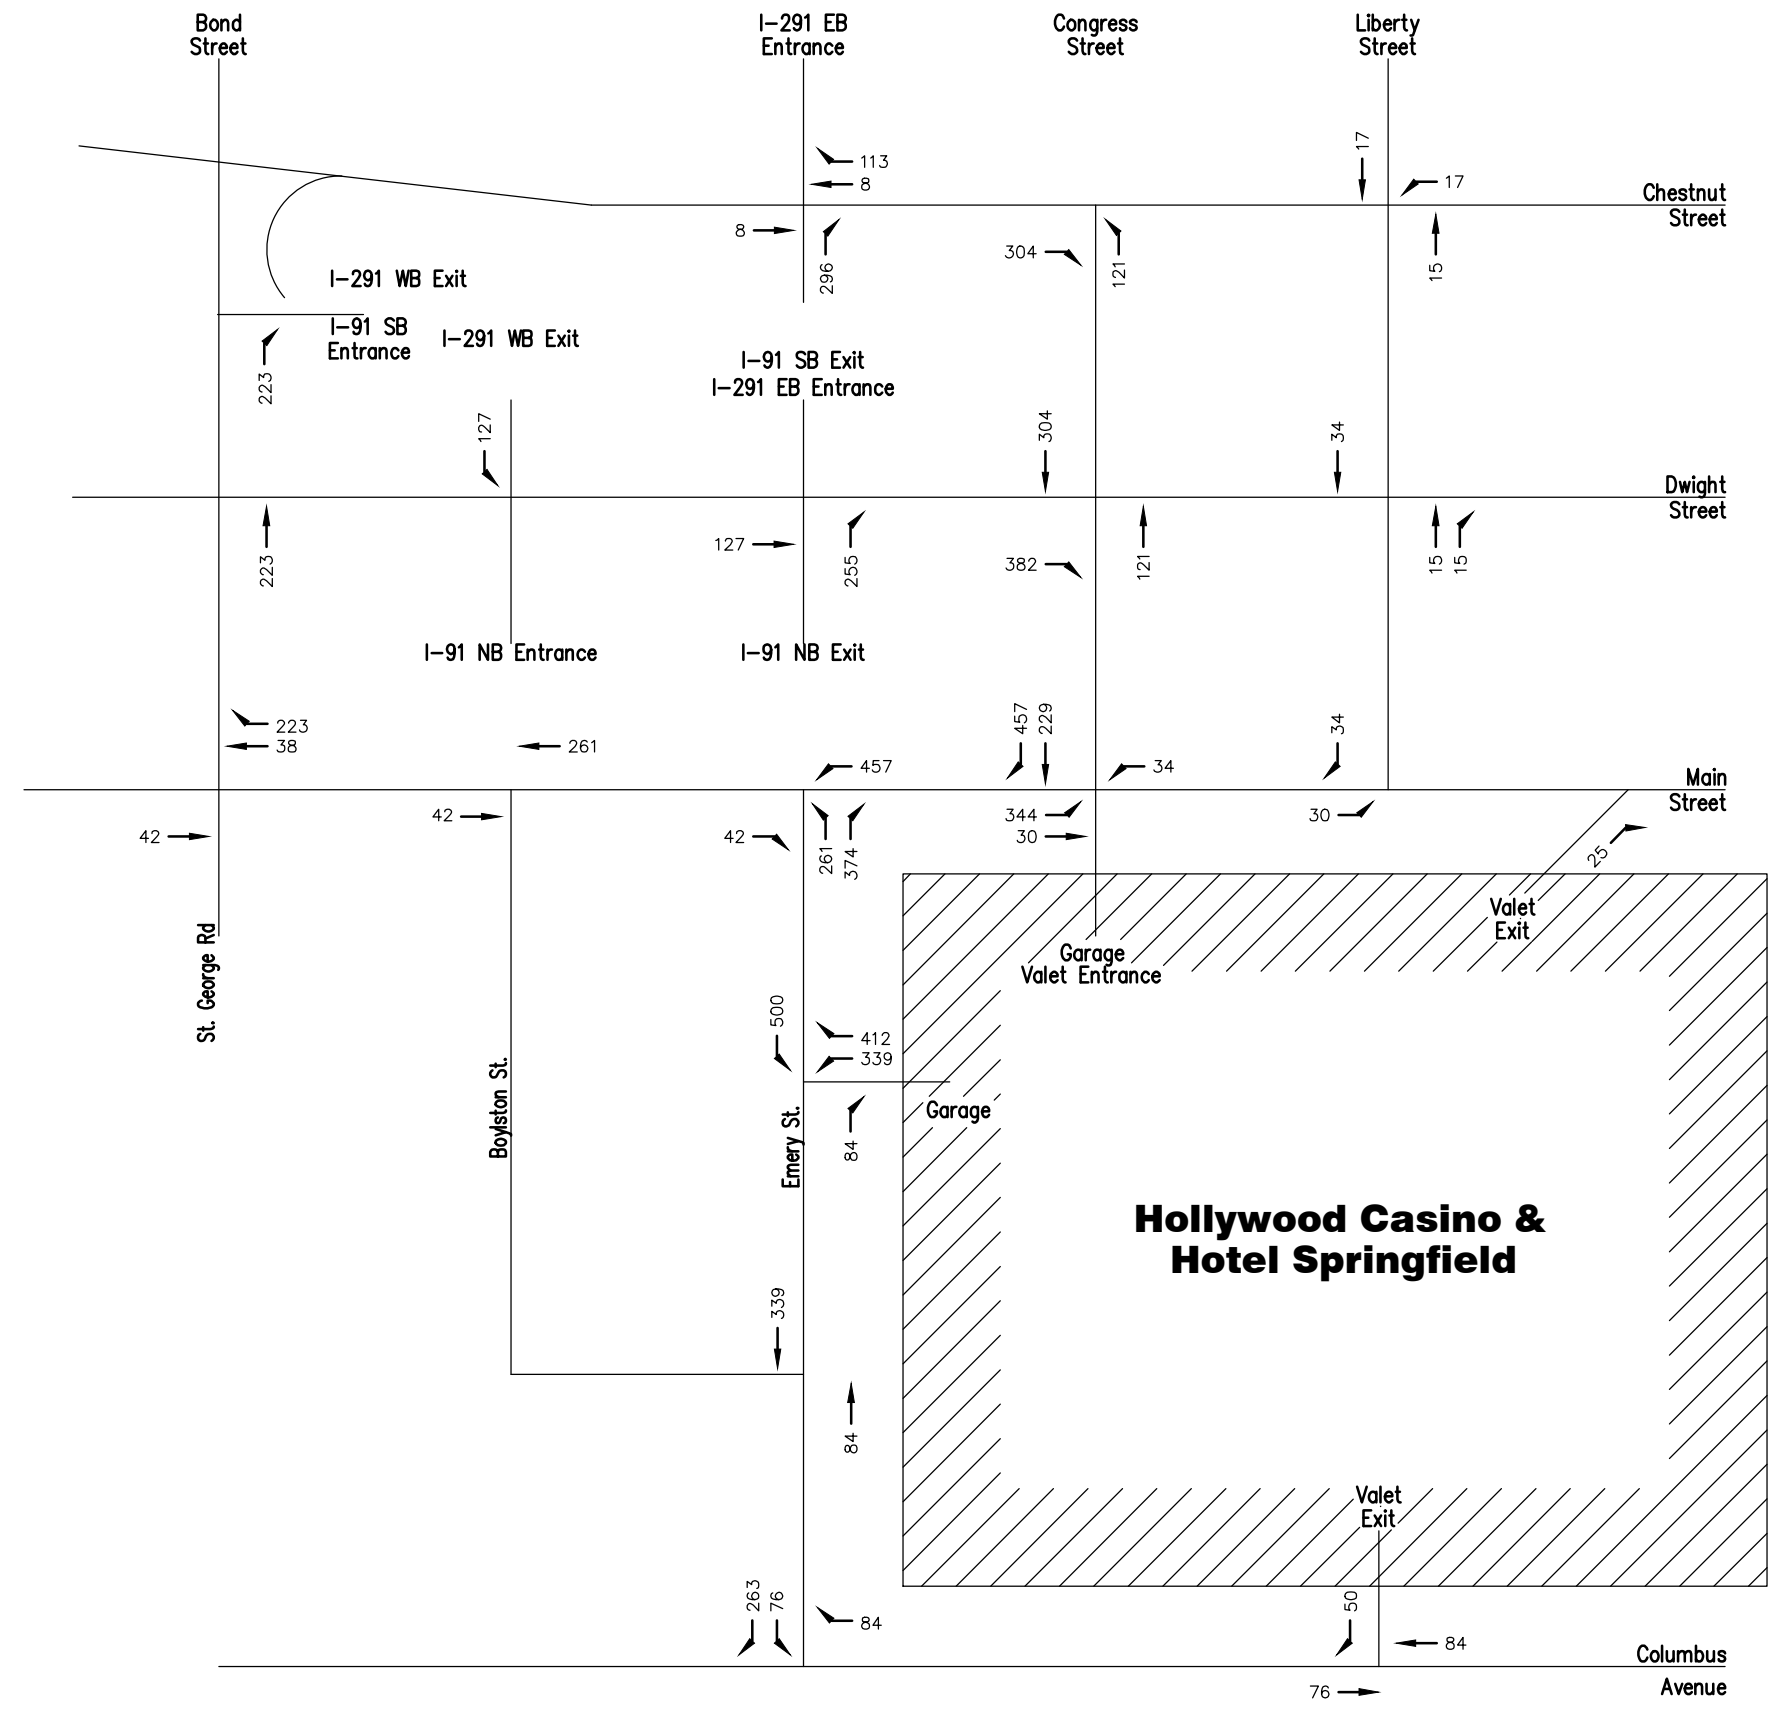 Bond
Street
I-291 EB
Entrance
Congress
Street
Liberty
Street
113
8
17
17
Chestnut
Street
8
296
304
121
15
I-291 WB Exit
I-91 SB
Entrance
223
I-291 WB Exit
I-91 SB Exit
I-291 EB Entrance
127
304
34
Dwight
Street
223
127
255
382
121
15
15
I-91 NB Entrance
I-91 NB Exit
223
38
261
457
457
229
34
34
Main
Street
42
42
42
261
374
344
30
30
25
Valet
Exit
St. George Rd
Garage
Valet Entrance
500
412
339
Boylston St.
Emery St.
Garage
84
Hollywood Casino &
Hotel Springfield
339
84
Valet
Exit
263
76
84
50
84
Columbus
Avenue
76